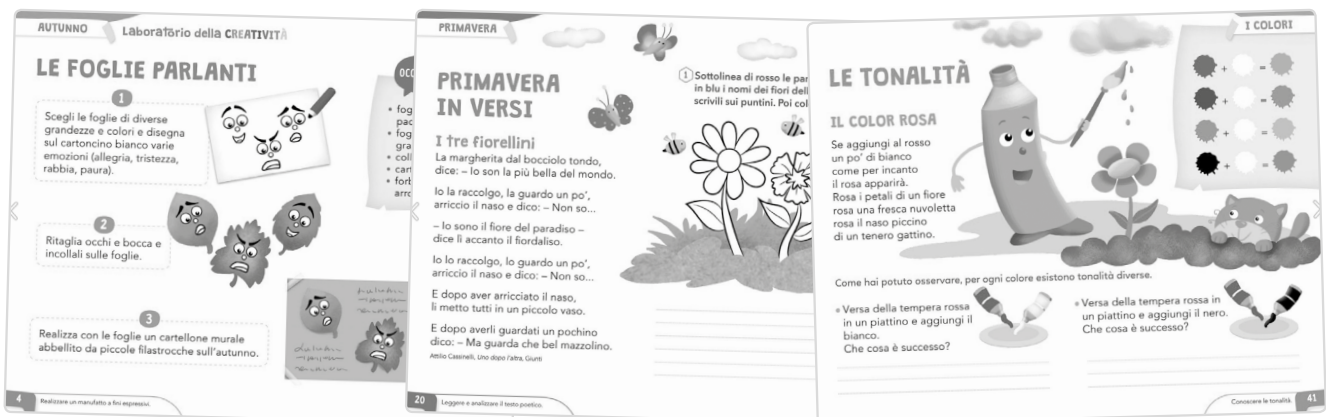 AUTUNNO
Laboratorio della CREATIVITÀ
LE FOGLIE PARLANTI
1
Scegli le foglie di diverse
grandezze e colori e disegna
sul cartoncino bianco varie
emozioni (allegria, tristezza,
rabbia, paura).
2
Ritaglia occhi e bocca e
incollali sulle foglie.
3
Realizza con le foglie un cartellone murale
abbellito da piccole filastrocche sull'autunno.
4
Realizzare un manufatto a fini espressivi.
PRIMAVERA
PRIMAVERA
IN VERSI
I tre fiorellini
La margherita dal bocciolo tondo,
dice: – Io son la più bella del mondo.
Io la raccolgo, la guardo un po',
arriccio il naso e dico: – Non so...
– Io sono il fiore del paradiso –
dice lì accanto il fiordaliso.
Io lo raccolgo, lo guardo un po',
arriccio il naso e dico: – Non so...
E dopo aver arricciato il naso,
li metto tutti in un piccolo vaso.
E dopo averli guardati un pochino
dico: – Ma guarda che bel mazzolino.
Attilio Cassinelli, Uno dopo l'altra, Giunti
1 Sottolinea di rosso le
in blu i nomi dei fiori
scrivili sui puntini. Poi
20
Leggere e analizzare il testo poetico.
I COLORI
LE TONALITÀ
IL COLOR ROSA
Se aggiungi al rosso
un po' di bianco
come per incanto
il rosa apparirà.
Rosa i petali di un fiore
rosa una fresca nuvoletta
rosa il naso piccino
di un tenero gattino.
+ =
+ =
+ =
+ =
Come hai potuto osservare, per ogni colore esistono tonalità diverse.
• Versa della tempera rossa
in un piattino e aggiungi il
bianco.
Che cosa è successo?
• Versa della tempera rossa in
un piattino e aggiungi il nero.
Che cosa è successo?
Conoscere le tonalità.
41